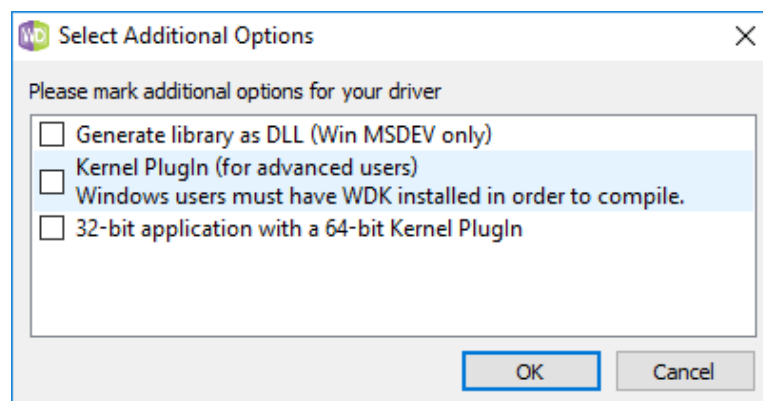 WD Select Additional Options
Please mark additional options for your driver
Generate library as DLL (Win MSDEV only)
Kernel PlugIn (for advanced users)
Windows users must have WDK installed in order to compile.
32-bit application with a 64-bit Kernel PlugIn
OK Cancel